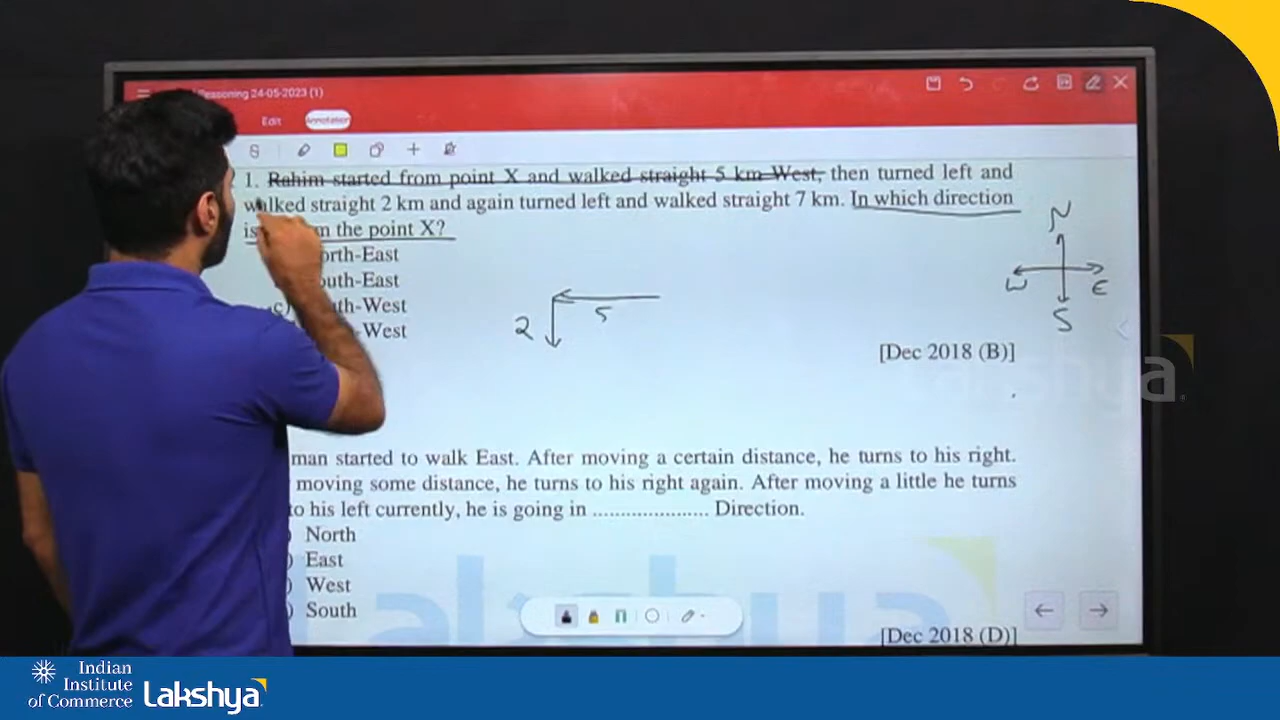 Reasoning 24-05-2023 (1)
Edit Annotation
1. Rahim started from point X and walked straight 5 km West, then turned left and
walked straight 2 km and again turned left and walked straight 7 km. In which direction
is the point X?
N
W E
S
orth-East
outh-East
c) th-West
-West
5
2
[Dec 2018 (B)]
man started to walk East. After moving a certain distance, he turns to his right.
moving some distance, he turns to his right again. After moving a little he turns
to his left currently, he is going in .................... Direction.
) North
) East
) West
) South
[Dec 2018 (D)]
Lakshya
Indian
Institute
of Commerce
Lakshya